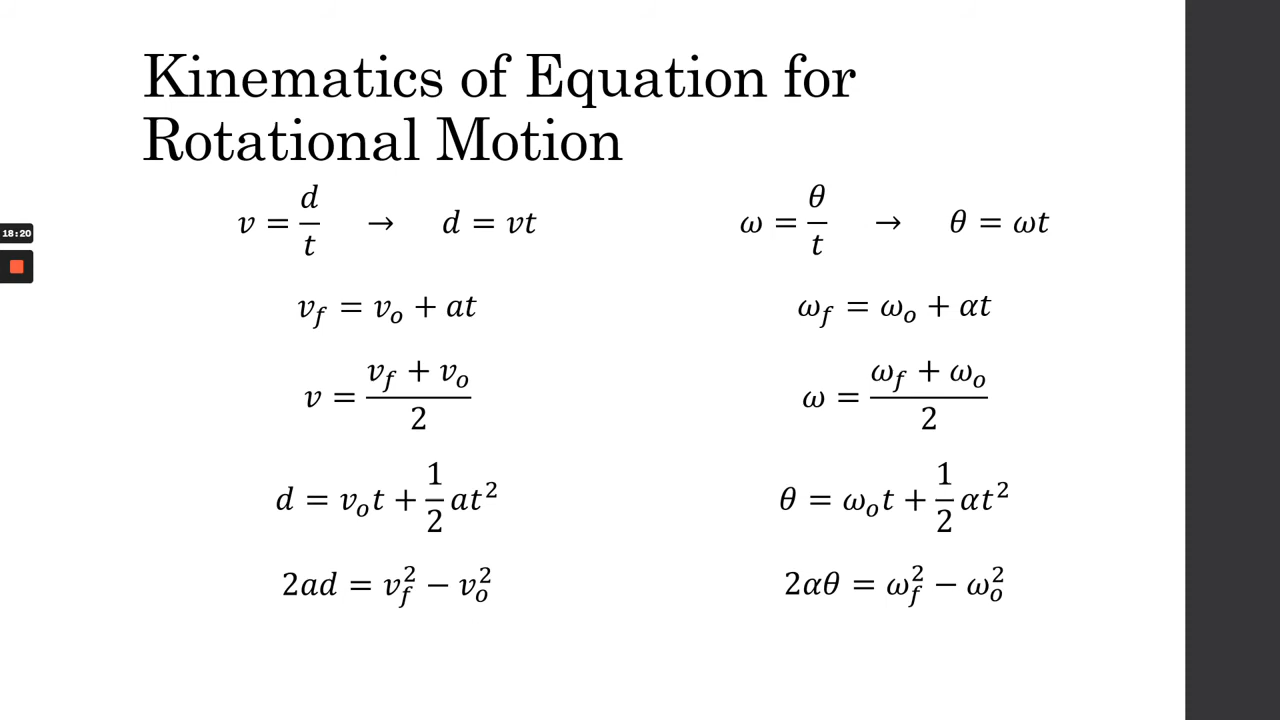 Kinematics of Equation for
Rotational Motion
v = d/t → d = vt
ω = θ/t → θ = ωt
18:20
v_f = v_o + at
ω_f = ω_o + αt
v = (v_f + v_o)/2
ω = (ω_f + ω_o)/2
d = v_o t + 1/2 at²
θ = ω_o t + 1/2 αt²
2ad = v_f² − v_o²
2αθ = ω_f² − ω_o²